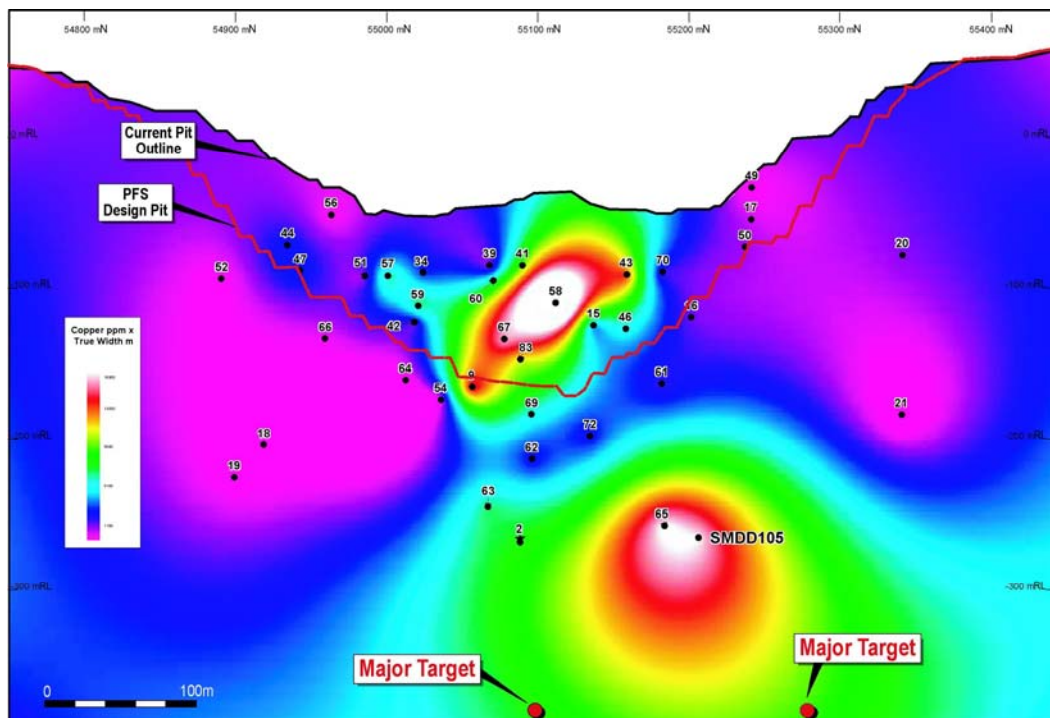 54800 mN
54900 mN
55000 mN
55100 mN
55200 mN
55300 mN
55400 mN
0 mRL
0 mRL
Current Pit
Outline
PFS
Design Pit
49
56
17
44
50
20
51
57
34
39
41
43
70
47
52
60
-100 mRL
58
-100 mRL
59
42
15
46
16
66
67
83
Copper ppm x
True Width m
64
9
61
54
69
21
72
18
-200 mRL
62
-200 mRL
19
63
65
2
SMDD105
-300 mRL
-300 mRL
Major Target
Major Target
0
100m